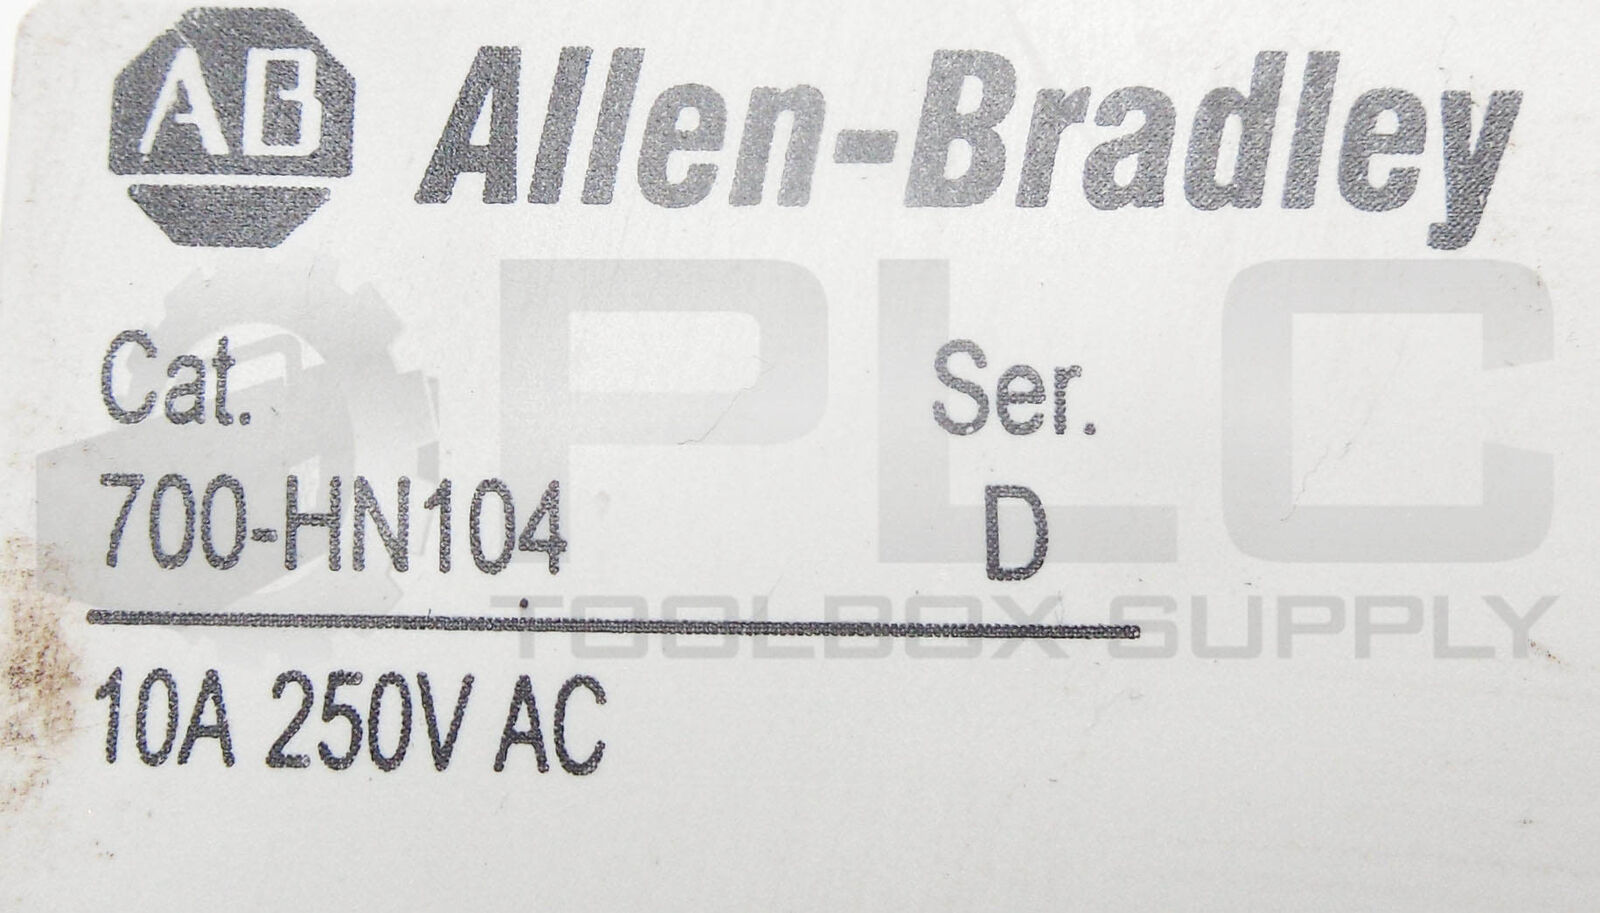 AB Allen-Bradley
Cat. Ser.
700-HN104 D
10A 250V AC
PLC
TOOLBOX SUPPLY